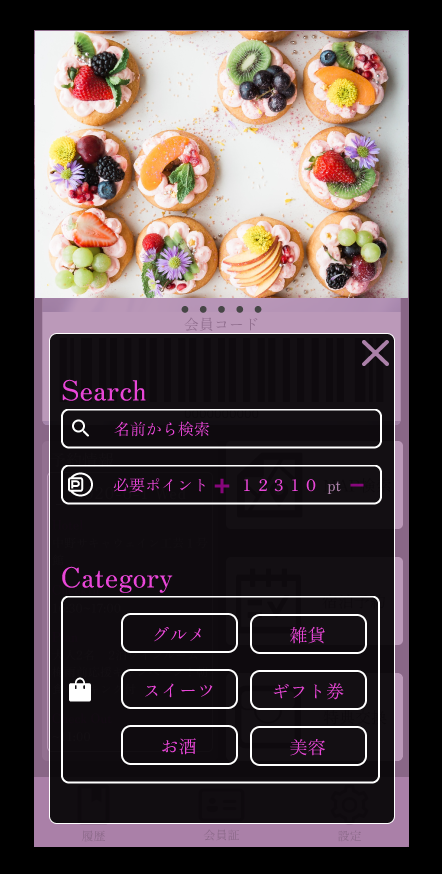 会員コード
Search
名前から検索
必要ポイント + 12310 pt -
Category
グルメ
雑貨
スイーツ
ギフト券
お酒
美容
履歴
会員証
設定